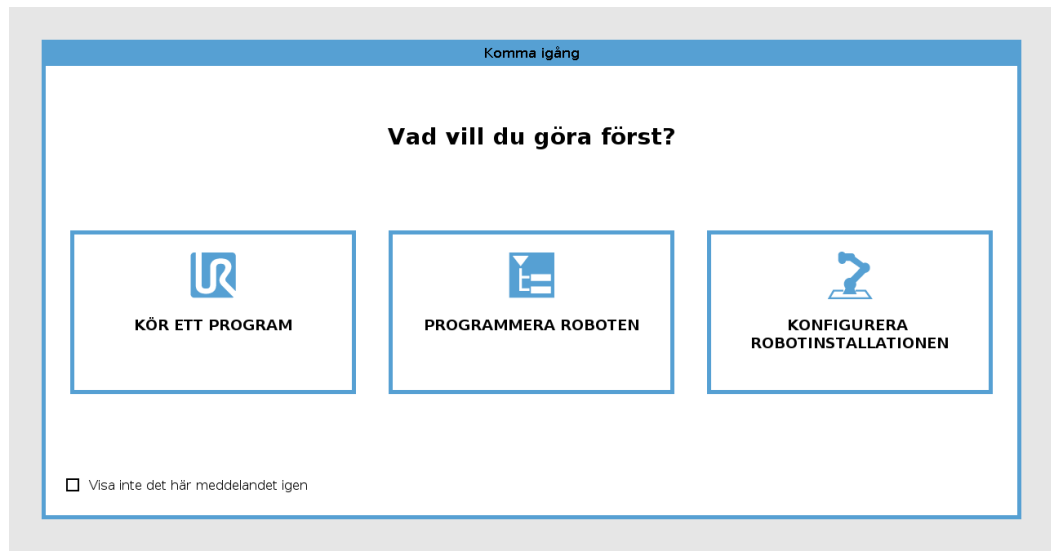 Komma igång
Vad vill du göra först?
KÖR ETT PROGRAM
PROGRAMMERA ROBOTEN
KONFIGURERA
ROBOTINSTALLATIONEN
Visa inte det här meddelandet igen